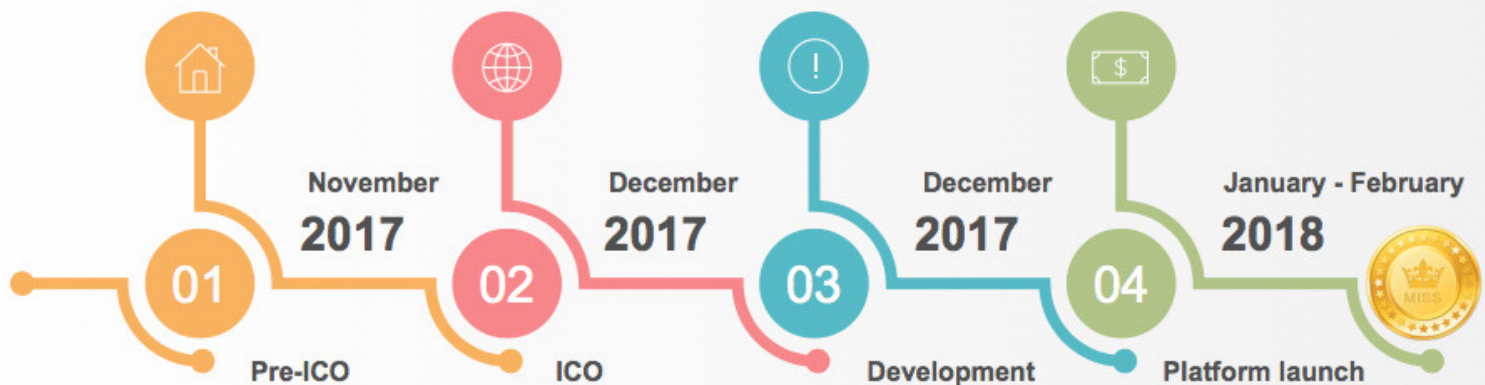 November
2017
01
Pre-ICO
December
2017
02
ICO
December
2017
03
Development
January - February
2018
04
Platform launch
$
!
MISS